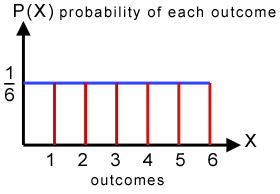 P(X) probability of each outcome
1
6
X
1 2 3 4 5 6
outcomes